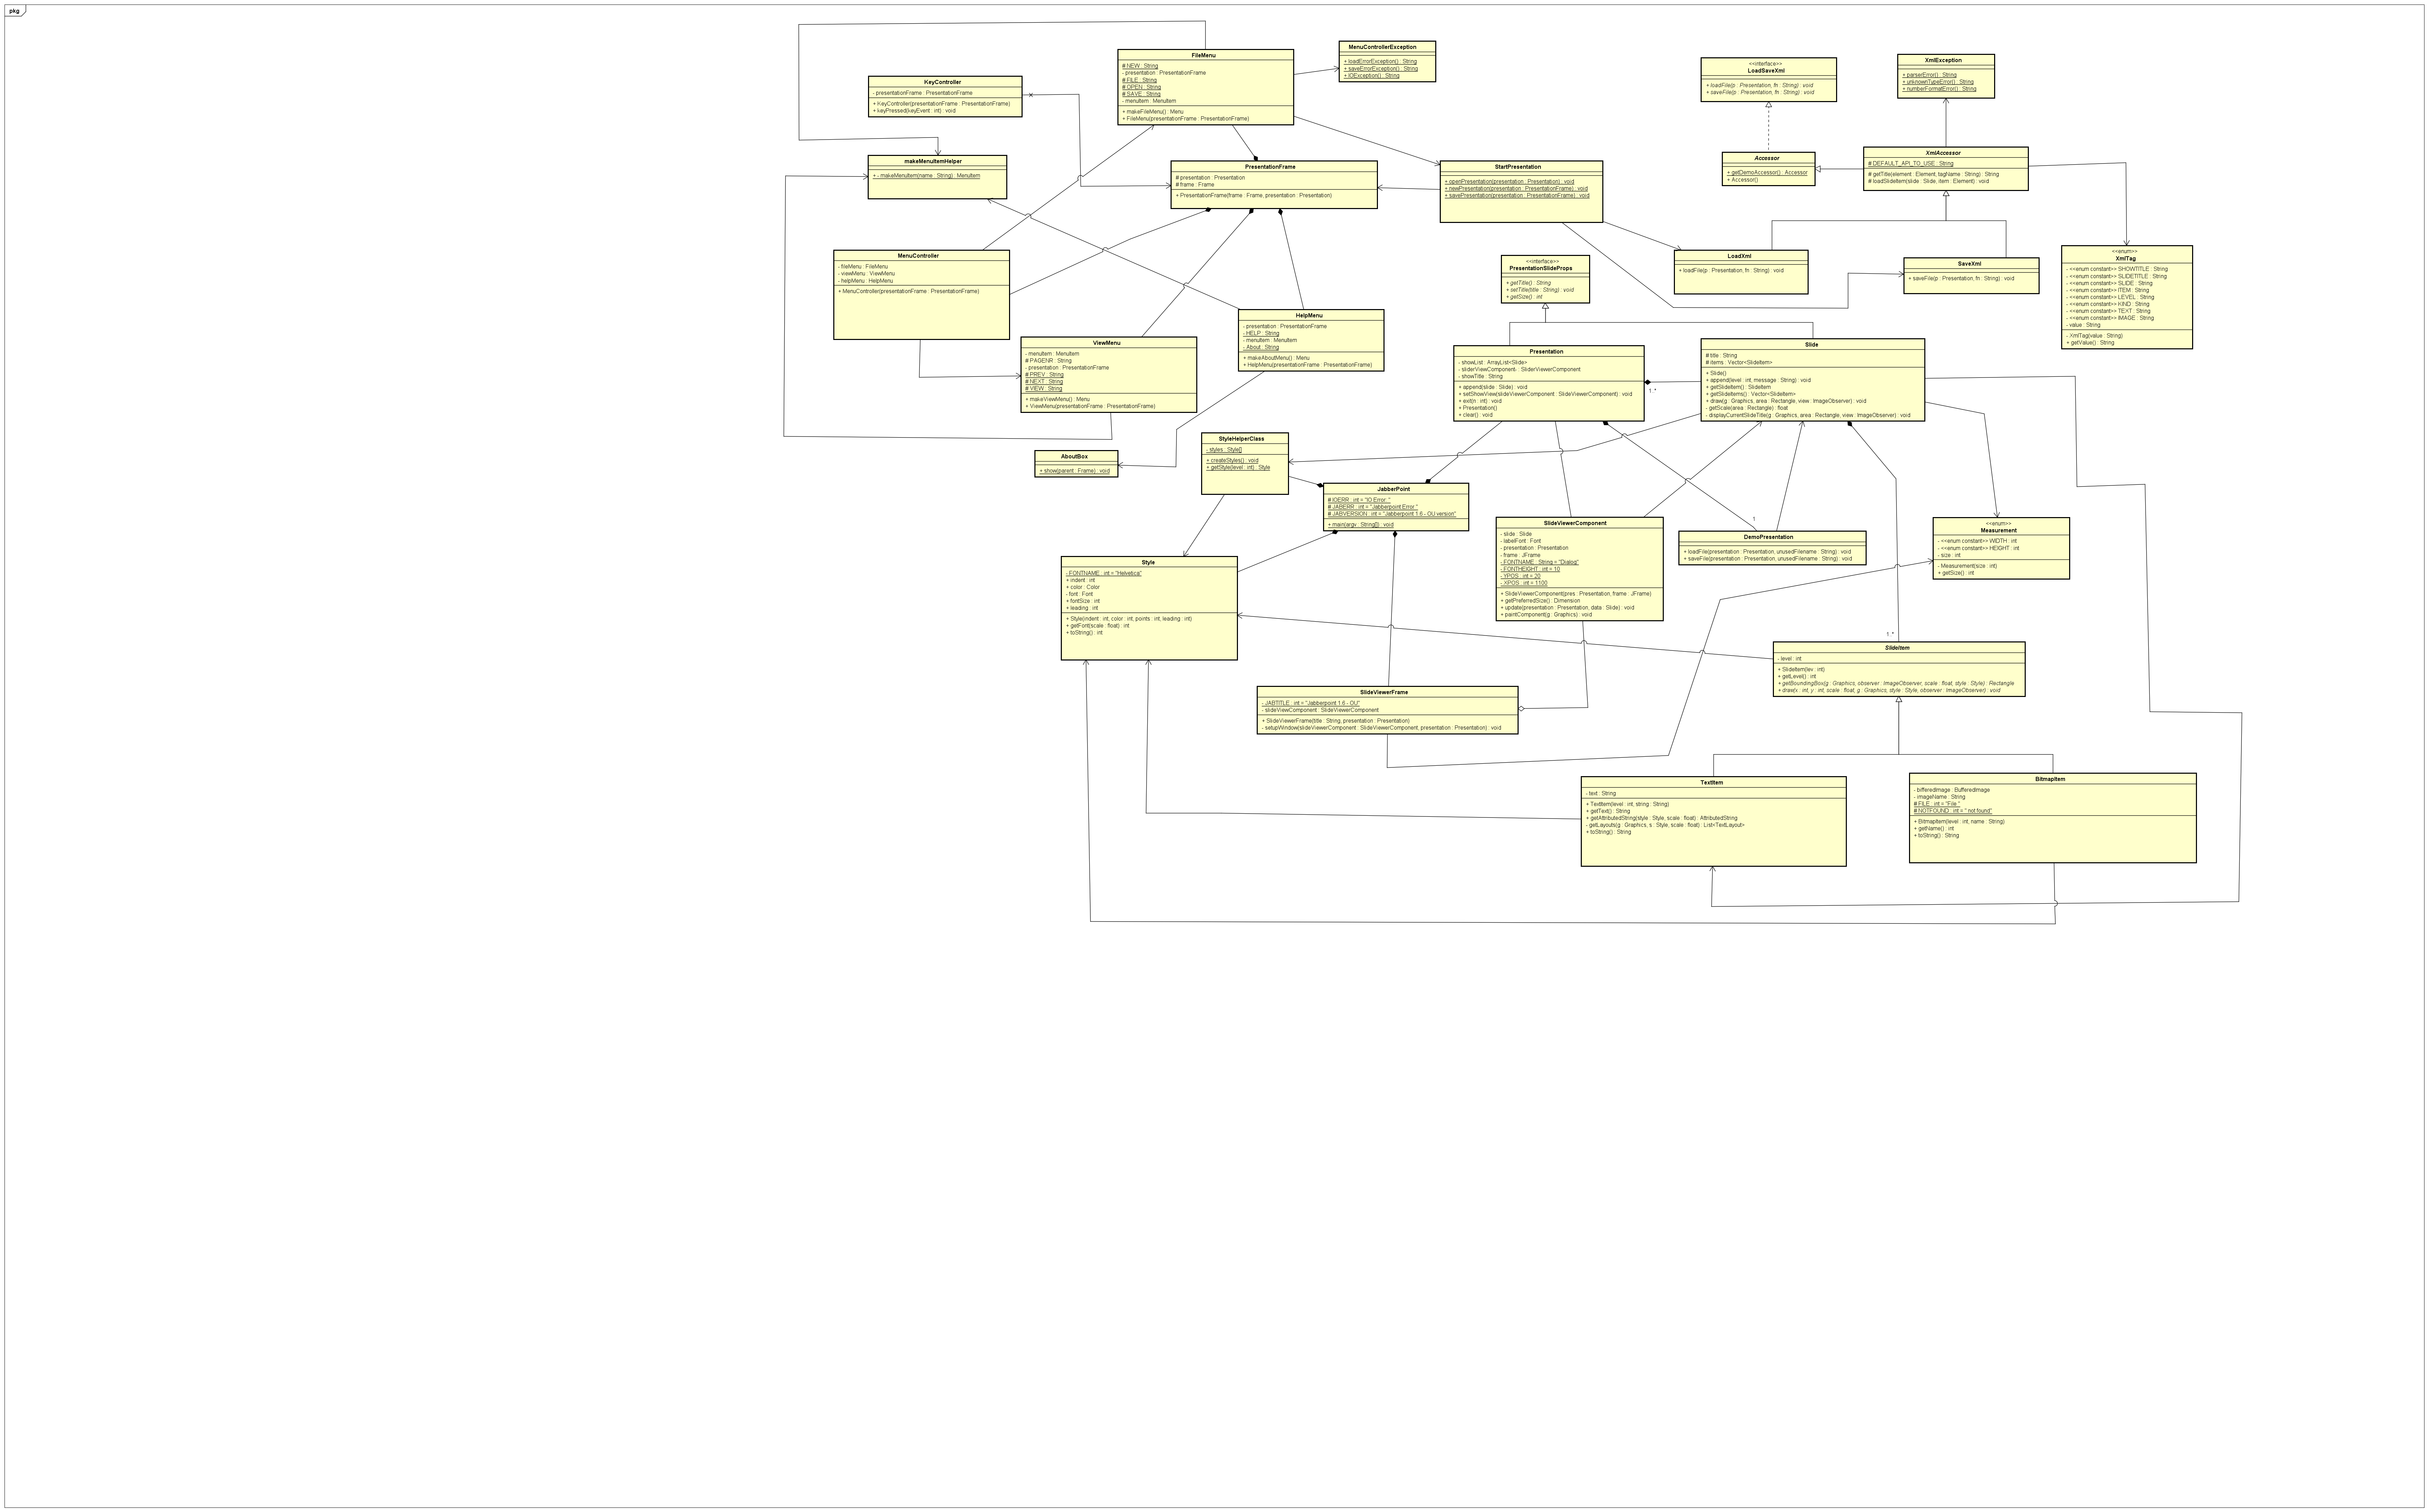 pkg
FileMenu
# NEW : String
- presentation : PresentationFrame
# FILE : String
# OPEN : String
# SAVE : String
- menuItem : MenuItem
+ makeFileMenu() : Menu
+ FileMenu(presentationFrame : PresentationFrame)
MenuControllerException
+ loadErrorException() : String
+ saveErrorException() : String
+ IOException() : String
KeyController
- presentationFrame : PresentationFrame
+ KeyController(presentationFrame : PresentationFrame)
+ keyPressed(keyEvent : int) : void
<<interface>>
LoadSaveXml
+ loadFile(p : Presentation, fn : String) : void
+ saveFile(p : Presentation, fn : String) : void
XmlException
+ parserError() : String
+ unknownTypeError() : String
+ numberFormatError() : String
makeMenuItemHelper
+ - makeMenuItem(name : String) : MenuItem
PresentationFrame
# presentation : Presentation
# frame : Frame
+ PresentationFrame(frame : Frame, presentation : Presentation)
StartPresentation
+ openPresentation(presentation : Presentation) : void
+ newPresentation(presentation : PresentationFrame) : void
+ savePresentation(presentation, : PresentationFrame) : void
Accessor
+ getDemoAccessor() : Accessor
+ Accessor()
XmlAccessor
# DEFAULT_API_TO_USE : String
# getTitle(element : Element, tagName : String) : String
# loadSlideItem(slide : Slide, item : Element) : void
MenuController
- fileMenu : FileMenu
- viewMenu : ViewMenu
- helpMenu : HelpMenu
+ MenuController(presentationFrame : PresentationFrame)
<<interface>>
PresentationSlideProps
+ getTitle() : String
+ setTitle(title : String) : void
+ getSize() : int
LoadXml
+ loadFile(p : Presentation, fn : String) : void
SaveXml
+ saveFile(p : Presentation, fn : String) : void
<<enum>>
XmlTag
- <<enum constant>> SHOWTITLE : String
- <<enum constant>> SLIDETITLE : String
- <<enum constant>> SLIDE : String
- <<enum constant>> ITEM : String
- <<enum constant>> LEVEL : String
- <<enum constant>> KIND : String
- <<enum constant>> TEXT : String
- <<enum constant>> IMAGE : String
- value : String
- XmlTag(value : String)
+ getValue() : String
HelpMenu
- presentation : PresentationFrame
- HELP : String
- menuItem : MenuItem
- About : String
+ makeAboutMenu() : Menu
+ HelpMenu(presentationFrame : PresentationFrame)
ViewMenu
- menuItem : MenuItem
# PAGENR : String
- presentation : PresentationFrame
# PREV : String
# NEXT : String
# VIEW : String
+ makeViewMenu() : Menu
+ ViewMenu(presentationFrame : PresentationFrame)
Presentation
- showList : ArrayList<Slide>
- sliderViewComponent- : SliderViewerComponent
- showTitle : String
+ append(slide : Slide) : void
+ setShowView(slideViewerComponent : SlideViewerComponent) : void
+ exit(n : int) : void
+ Presentation()
+ clear() : void
1..*
Slide
# title : String
# items : Vector<SlideItem>
+ Slide()
+ append(level : int, message : String) : void
+ getSlideItem() : SlideItem
+ getSlideItems() : Vector<SlideItem>
+ draw(g : Graphics, area : Rectangle, view : ImageObserver) : void
- getScale(area : Rectangle) : float
- displayCurrentSlideTitle(g : Graphics, area : Rectangle, view : ImageObserver) : void
StyleHelperClass
- styles : Style[]
+ createStyles() : void
+ getStyle(level : int) : Style
AboutBox
+ show(parent : Frame) : void
JabberPoint
# IOERR : int = "IO Error: "
# JABERR : int = "Jabberpoint Error "
# JABVERSION : int = "Jabberpoint 1.6 - OU version"
+ main(argv : String[]) : void
SlideViewerComponent
- slide : Slide
- labelFont : Font
- presentation : Presentation
- frame : JFrame
- FONTNAME : String = "Dialog"
- FONTHEIGHT : int = 10
- YPOS : int = 20
- XPOS : int = 1100
+ SlideViewerComponent(pres : Presentation, frame : JFrame)
+ getPreferredSize() : Dimension
+ update(presentation : Presentation, data : Slide) : void
+ paintComponent(g : Graphics) : void
1
DemoPresentation
+ loadFile(presentation : Presentation, unusedFilename : String) : void
+ saveFile(presentation : Presentation, unusedFilename : String) : void
<<enum>>
Measurement
- <<enum constant>> WIDTH : int
- <<enum constant>> HEIGHT : int
- size : int
- Measurement(size : int)
+ getSize() : int
Style
- FONTNAME : int = "Helvetica"
+ indent : int
+ color : Color
- font : Font
+ fontSize : int
+ leading : int
+ Style(indent : int, color : int, points : int, leading : int)
+ getFont(scale : float) : int
+ toString() : int
1..*
SlideItem
- level : int
+ SlideItem(lev : int)
+ getLevel() : int
+ getBoundingBox(g : Graphics, observer : ImageObserver, scale : float, style : Style) : Rectangle
+ draw(x : int, y : int, scale : float, g : Graphics, style : Style, observer : ImageObserver) : void
SlideViewerFrame
- JABTITLE : int = "Jabberpoint 1.6 - OU"
- slideViewComponent : SlideViewerComponent
+ SlideViewerFrame(title : String, presentation : Presentation)
- setupWindow(slideViewerComponent : SlideViewerComponent, presentation : Presentation) : void
TextItem
- text : String
+ TextItem(level : int, string : String)
+ getText() : String
+ getAttributedString(style : Style, scale : float) : AttributedString
- getLayouts(g : Graphics, s : Style, scale : float) : List<TextLayout>
+ toString() : String
BitmapItem
- bifferedImage : BufferedImage
- imageName : String
# FILE : int = "File "
# NOTFOUND : int = " not found"
+ BitmapItem(level : int, name : String)
+ getName() : int
+ toString() : String